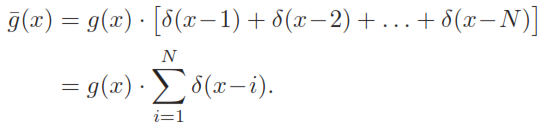 ḡ(x) = g(x) · [δ(x−1) + δ(x−2) + . . . + δ(x−N)]
= g(x) · ∑_{i=1}^{N} δ(x−i).